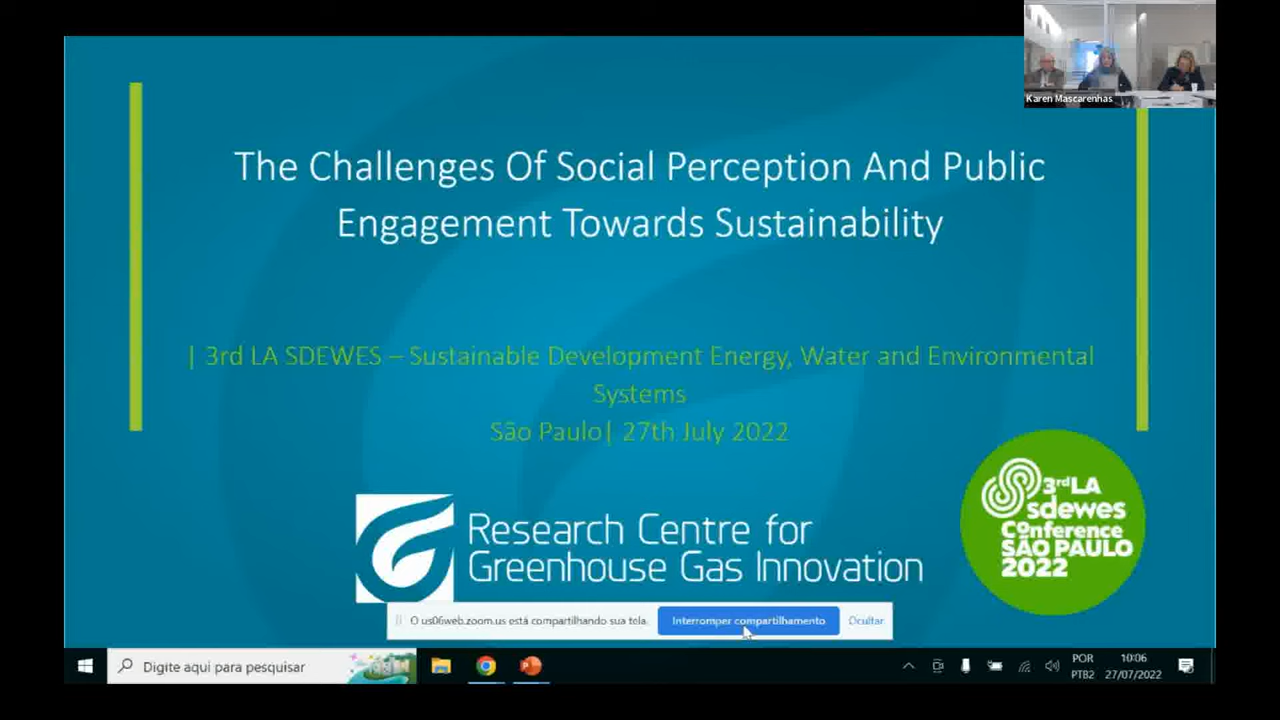 Karen Mascarenhas
The Challenges Of Social Perception And Public
Engagement Towards Sustainability
| 3rd LA SDEWES – Sustainable Development Energy, Water and Environmental
Systems
São Paulo| 27th July 2022
Research Centre for
Greenhouse Gas Innovation
3rd LA
sdewes
Conference
SÃO PAULO
2022
O us06web.zoom.us está compartilhando sua tela.
Interromper compartilhamento
Ocultar
Digite aqui para pesquisar
POR
PTB2
10:06
27/07/2022